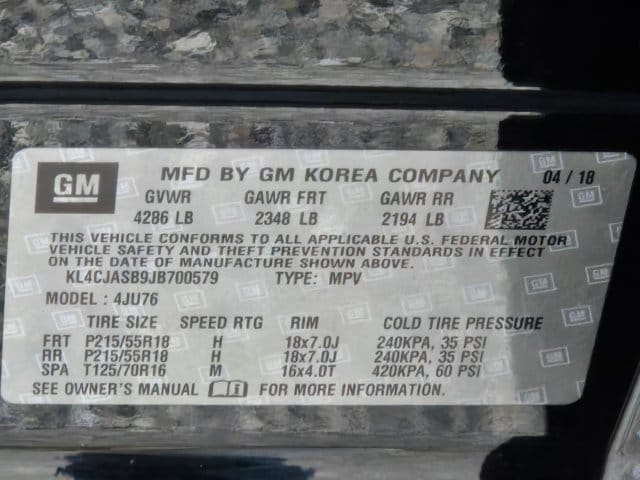 GM
MFD BY GM KOREA COMPANY 04 / 18
GVWR GAWR FRT GAWR RR
4286 LB 2348 LB 2194 LB
THIS VEHICLE CONFORMS TO ALL APPLICABLE U.S. FEDERAL MOTOR
VEHICLE SAFETY AND THEFT PREVENTION STANDARDS IN EFFECT
ON THE DATE OF MANUFACTURE SHOWN ABOVE.
KL4CJASB9JB700579 TYPE: MPV
MODEL : 4JU76
TIRE SIZE SPEED RTG RIM COLD TIRE PRESSURE
FRT P215/55R18 H 18x7.0J 240KPA, 35 PSI
RR P215/55R18 H 18x7.0J 240KPA, 35 PSI
SPA T125/70R16 M 16x4.0T 420KPA, 60 PSI
SEE OWNER'S MANUAL FOR MORE INFORMATION.